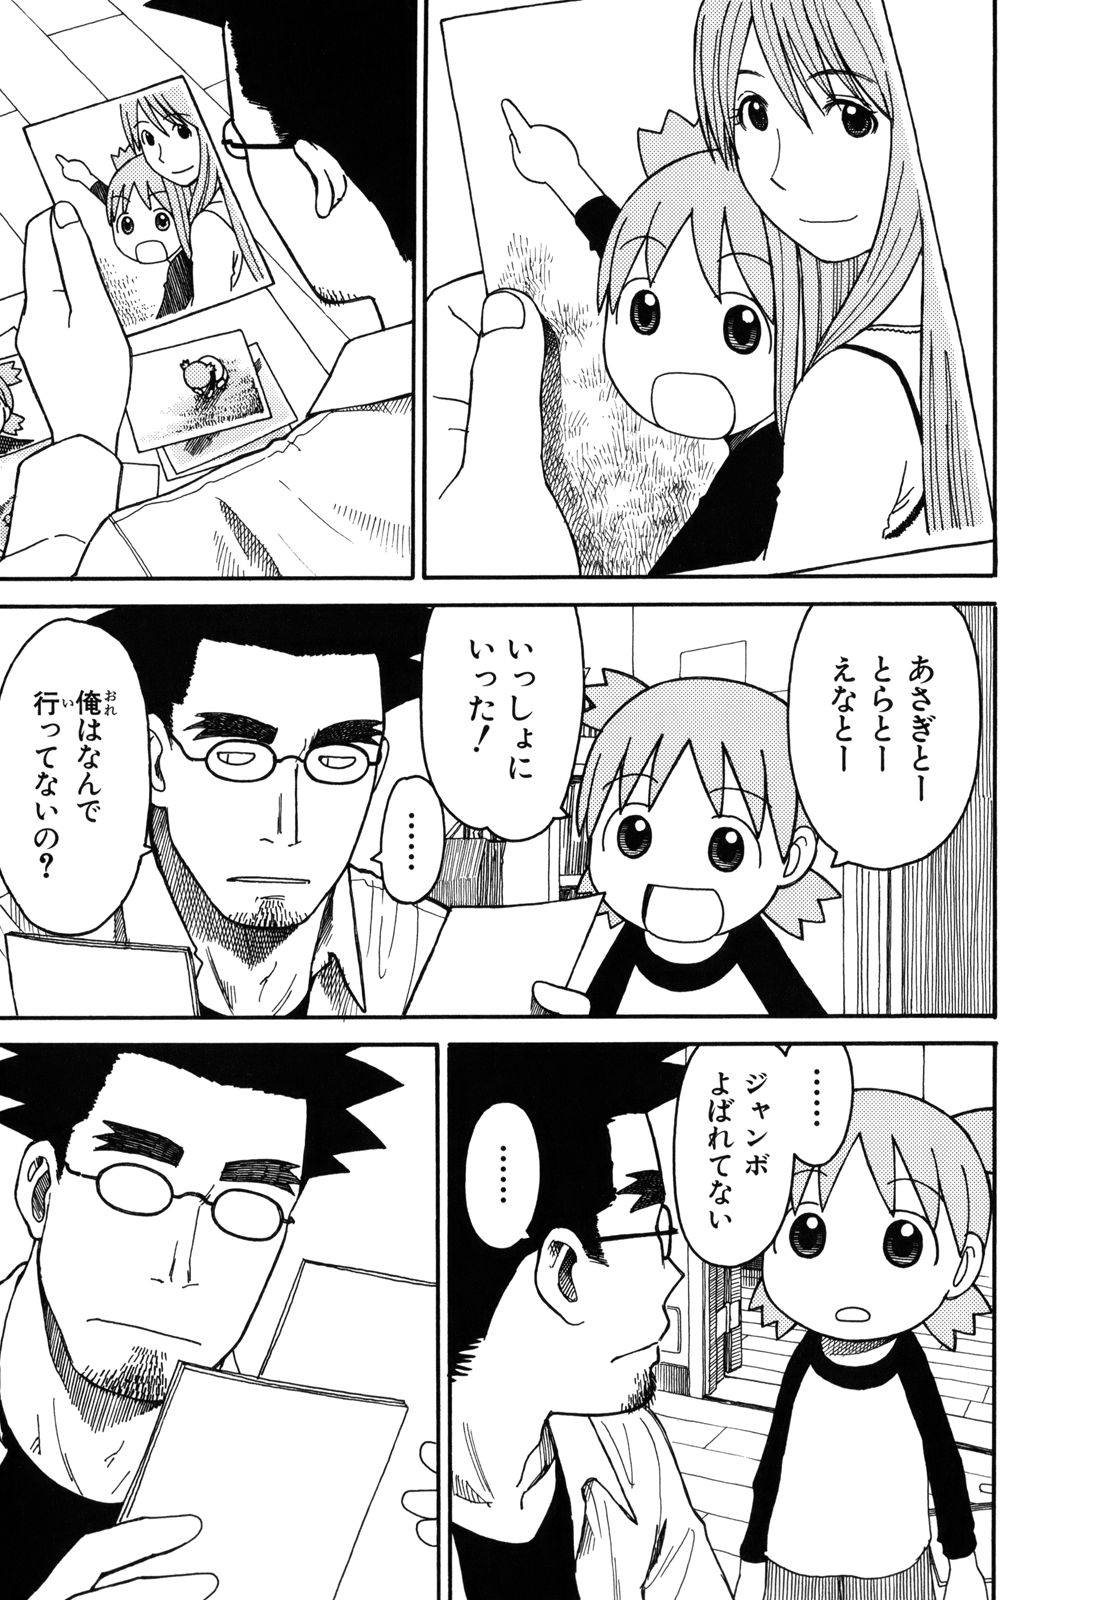 あさぎとー
とらとー
えなとー
いっしょに
いった！
……
俺はなんで
行ってないの？
……
ジャンボ
よばれてない
……